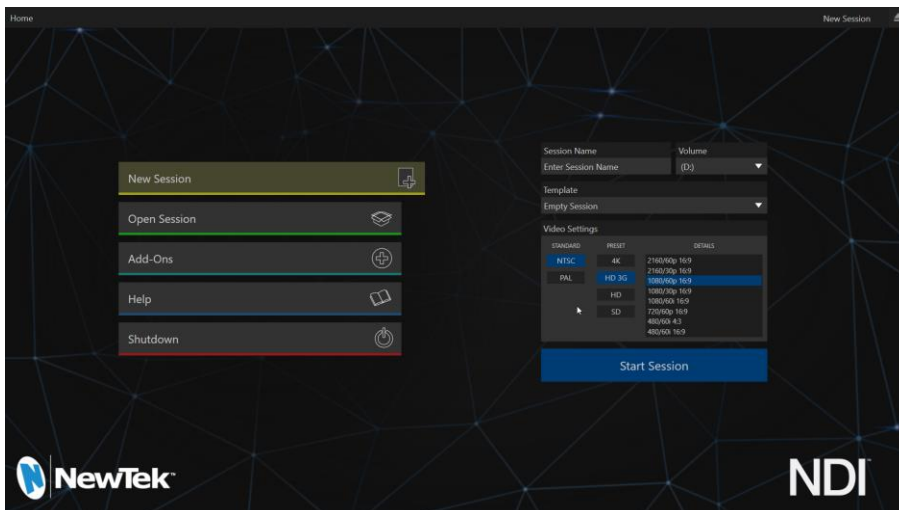 Home
New Session
New Session
Open Session
Add-Ons
Help
Shutdown
Session Name
Volume
Enter Session Name
(D:)
Template
Empty Session
Video Settings
STANDARD
PRESET
DETAILS
NTSC
PAL
4K
HD 3G
HD
SD
2160/60p 16:9
2160/30p 16:9
1080/60p 16:9
1080/30p 16:9
1080/60i 16:9
720/60p 16:9
480/60i 4:3
480/60i 16:9
Start Session
NewTek™
NDI™